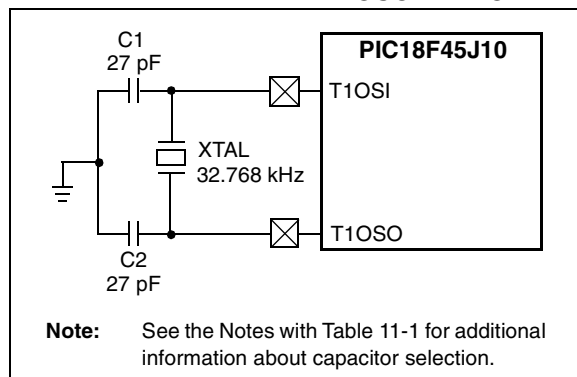 C1
27 pF
PIC18F45J10
T1OSI
XTAL
32.768 kHz
T1OSO
C2
27 pF
Note: See the Notes with Table 11-1 for additional
information about capacitor selection.